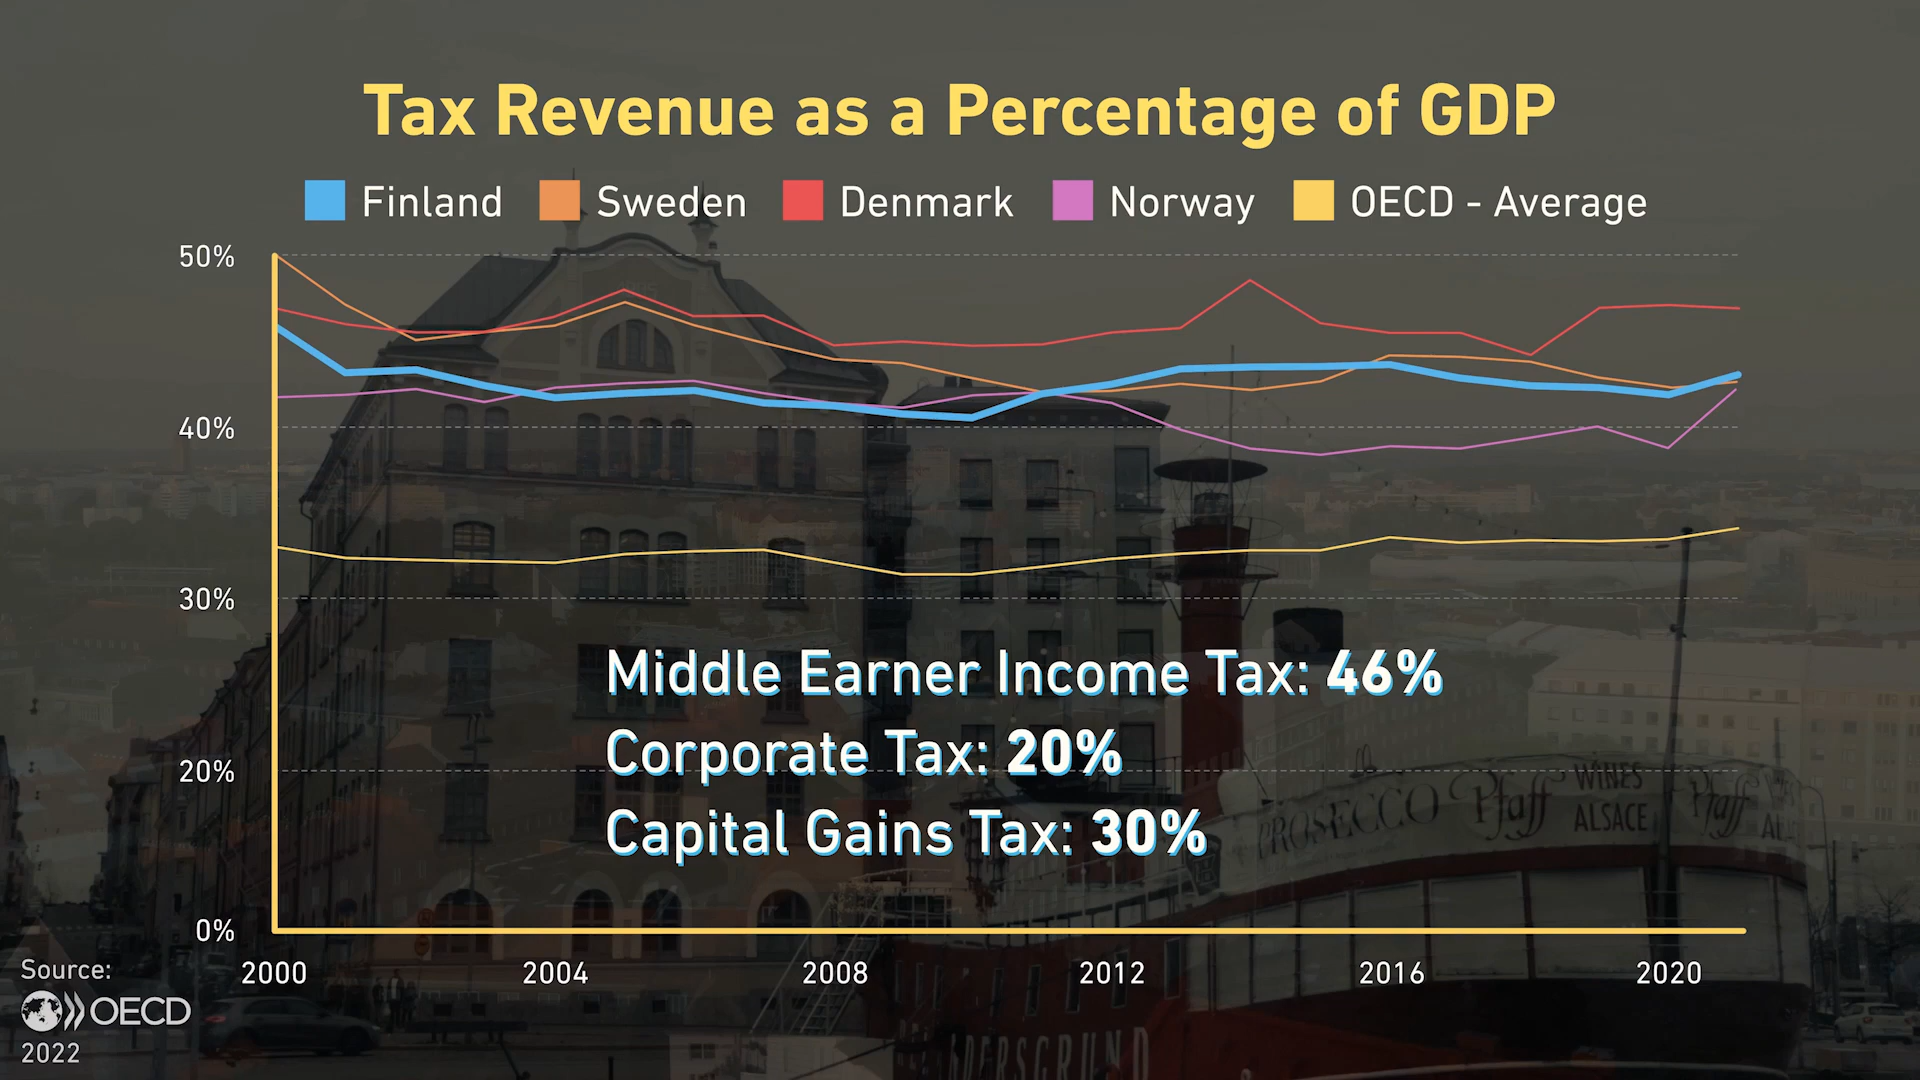 Tax Revenue as a Percentage of GDP
Finland Sweden Denmark Norway OECD - Average
50%
40%
30%
20%
0%
Middle Earner Income Tax: 46%
Corporate Tax: 20%
Capital Gains Tax: 30%
PROSECCO Pfaff WINES ALSACE Pfaff AL
2000 2004 2008 2012 2016 2020
Source:
OECD
2022